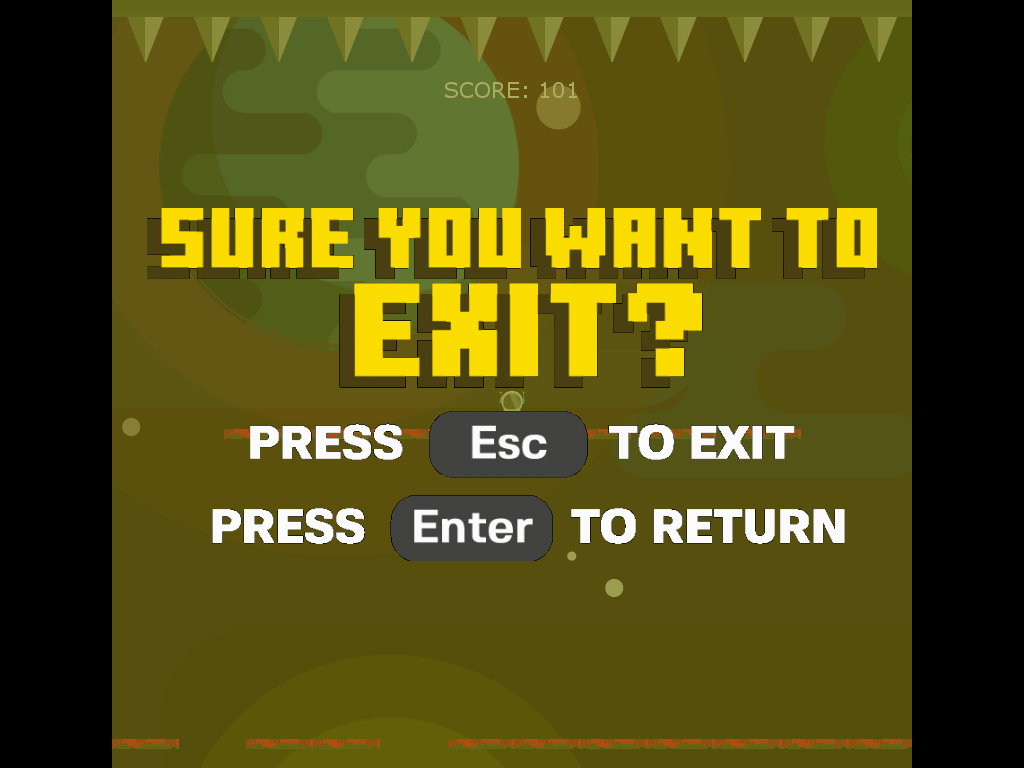 SCORE: 101
SURE YOU WANT TO
EXIT?
PRESS Esc TO EXIT
PRESS Enter TO RETURN